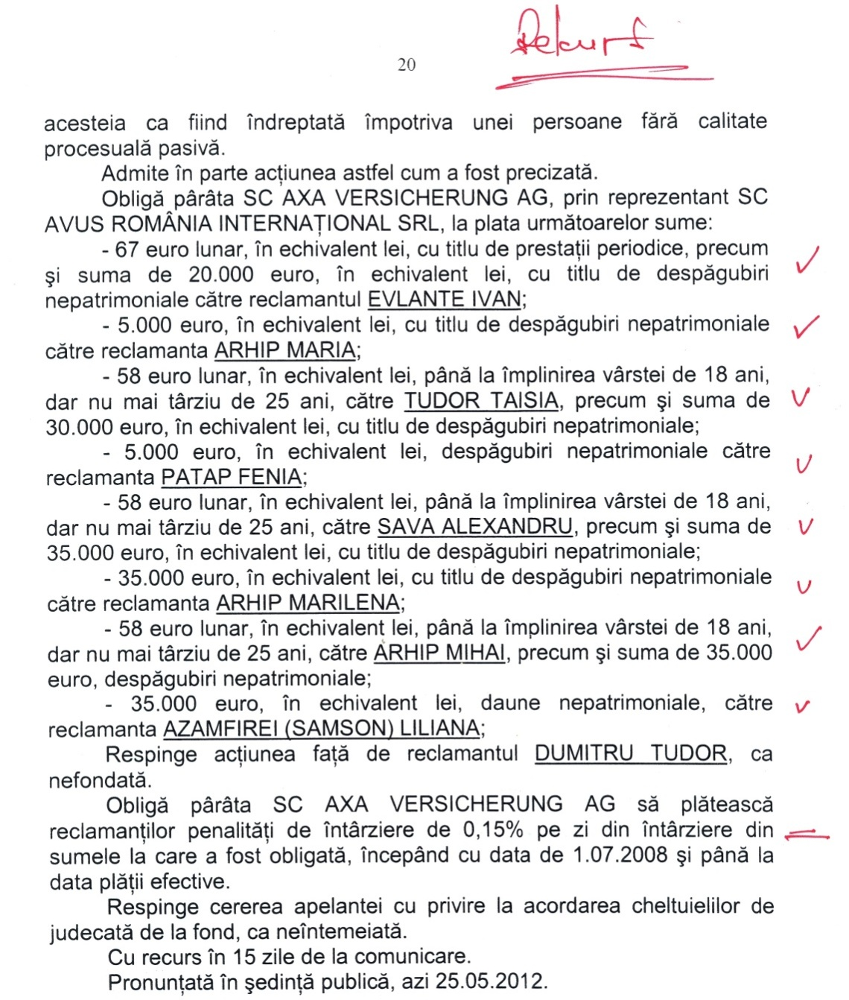 Rekurs
20
acesteia ca fiind îndreptată împotriva unei persoane fără calitate
procesuală pasivă.
Admite în parte acțiunea astfel cum a fost precizată.
Obligă pârâta SC AXA VERSICHERUNG AG, prin reprezentant SC
AVUS ROMÂNIA INTERNAȚIONAL SRL, la plata următoarelor sume:
- 67 euro lunar, în echivalent lei, cu titlu de prestații periodice, precum
şi suma de 20.000 euro, în echivalent lei, cu titlu de despăgubiri
nepatrimoniale către reclamantul EVLANTE IVAN;
- 5.000 euro, în echivalent lei, cu titlu de despăgubiri nepatrimoniale
către reclamanta ARHIP MARIA;
- 58 euro lunar, în echivalent lei, până la împlinirea vârstei de 18 ani,
dar nu mai târziu de 25 ani, către TUDOR TAISIA, precum şi suma de
30.000 euro, în echivalent lei, cu titlu de despăgubiri nepatrimoniale;
- 5.000 euro, în echivalent lei, despăgubiri nepatrimoniale către
reclamanta PATAP FENIA;
- 58 euro lunar, în echivalent lei, până la împlinirea vârstei de 18 ani,
dar nu mai târziu de 25 ani, către SAVA ALEXANDRU, precum şi suma de
35.000 euro, în echivalent lei, cu titlu de despăgubiri nepatrimoniale;
- 35.000 euro, în echivalent lei, cu titlu de despăgubiri nepatrimoniale
către reclamanta ARHIP MARILENA;
- 58 euro lunar, în echivalent lei, până la împlinirea vârstei de 18 ani,
dar nu mai târziu de 25 ani, către ARHIP MIHAI, precum şi suma de 35.000
euro, despăgubiri nepatrimoniale;
- 35.000 euro, în echivalent lei, daune nepatrimoniale, către
reclamanta AZAMFIREI (SAMSON) LILIANA;
Respinge acțiunea față de reclamantul DUMITRU TUDOR, ca
nefondată.
Obligă pârâta SC AXA VERSICHERUNG AG să plătească
reclamanților penalități de întârziere de 0,15% pe zi din întârziere din
sumele la care a fost obligată, începând cu data de 1.07.2008 şi până la
data plății efective.
Respinge cererea apelantei cu privire la acordarea cheltuielilor de
judecată de la fond, ca neîntemeiată.
Cu recurs în 15 zile de la comunicare.
Pronunțată în şedință publică, azi 25.05.2012.